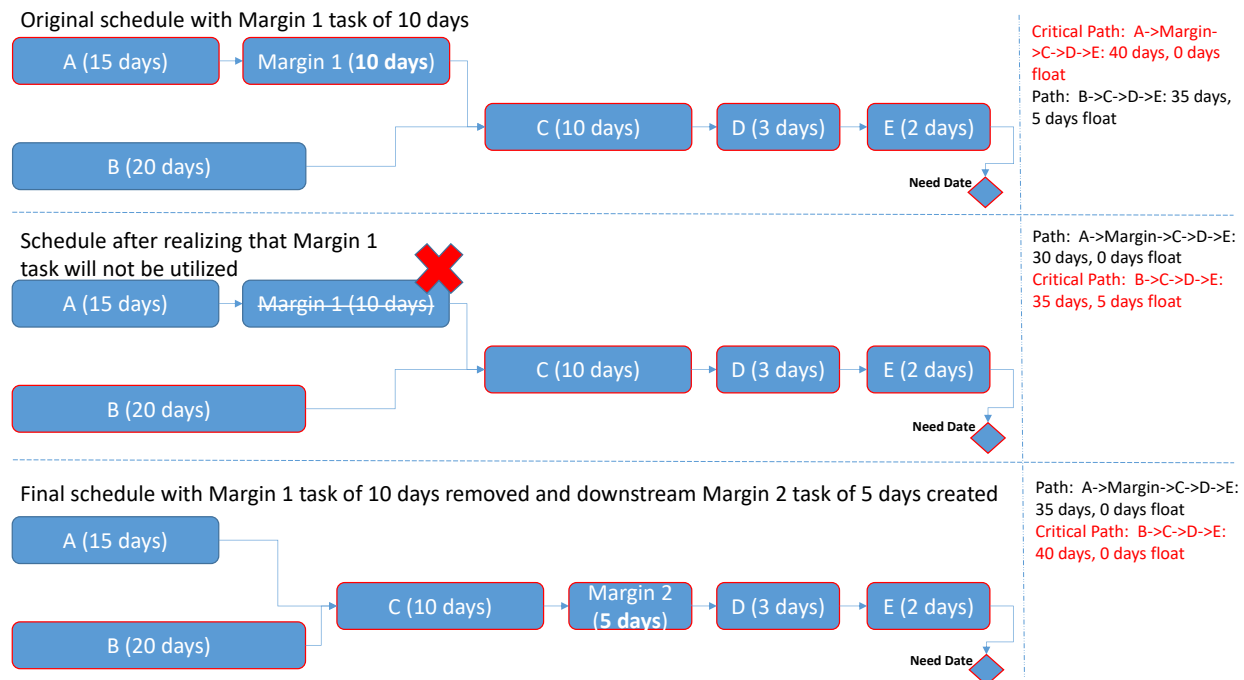 Original schedule with Margin 1 task of 10 days
A (15 days)
Margin 1 (10 days)
B (20 days)
C (10 days)
D (3 days)
E (2 days)
Need Date
Critical Path:  A->Margin-
>C->D->E: 40 days, 0 days
float
Path:  B->C->D->E: 35 days,
5 days float
Schedule after realizing that Margin 1
task will not be utilized
A (15 days)
Margin 1 (10 days)
B (20 days)
C (10 days)
D (3 days)
E (2 days)
Need Date
Path:  A->Margin->C->D->E:
30 days, 0 days float
Critical Path:  B->C->D->E:
35 days, 5 days float
Final schedule with Margin 1 task of 10 days removed and downstream Margin 2 task of 5 days created
A (15 days)
B (20 days)
C (10 days)
Margin 2
(5 days)
D (3 days)
E (2 days)
Need Date
Path:  A->Margin->C->D->E:
35 days, 0 days float
Critical Path:  B->C->D->E:
40 days, 0 days float